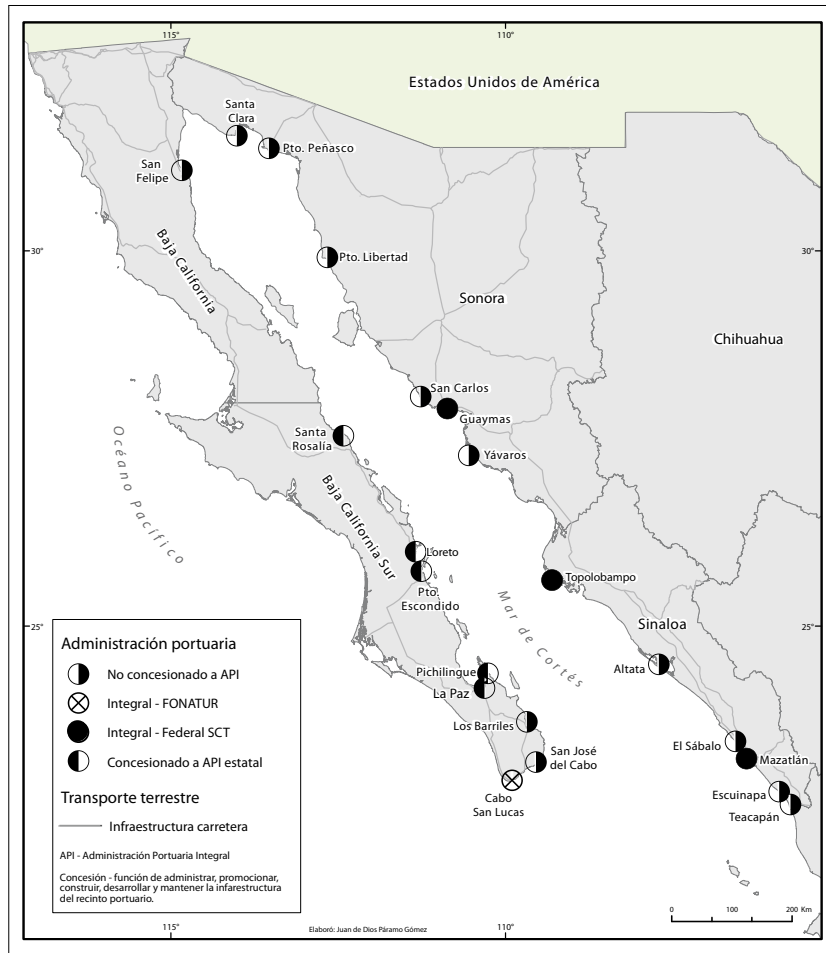 115°
110°
Estados Unidos de América
Santa
Clara
Pto. Peñasco
San
Felipe
30°
30°
Baja California
Pto. Libertad
Sonora
Chihuahua
San Carlos
Guaymas
Santa
Rosalía
Yávaros
Océano Pacífico
Baja California Sur
Loreto
Topolobampo
Pto.
Escondido
Mar de Cortés
25°
25°
Sinaloa
Altata
Pichilingue
La Paz
Los Barriles
El Sábalo
San José
del Cabo
Mazatlán
Cabo
San Lucas
Escuinapa
Teacapán
Administración portuaria
No concesionado a API
Integral - FONATUR
Integral - Federal SCT
Concesionado a API estatal
Transporte terrestre
Infraestructura carretera
API - Administración Portuaria Integral
Concesión - función de administrar, promocionar,
construir, desarrollar y mantener la infarestructura
del recinto portuario.
0 100 200 Km
115°
Elaboró: Juan de Dios Páramo Gómez
110°